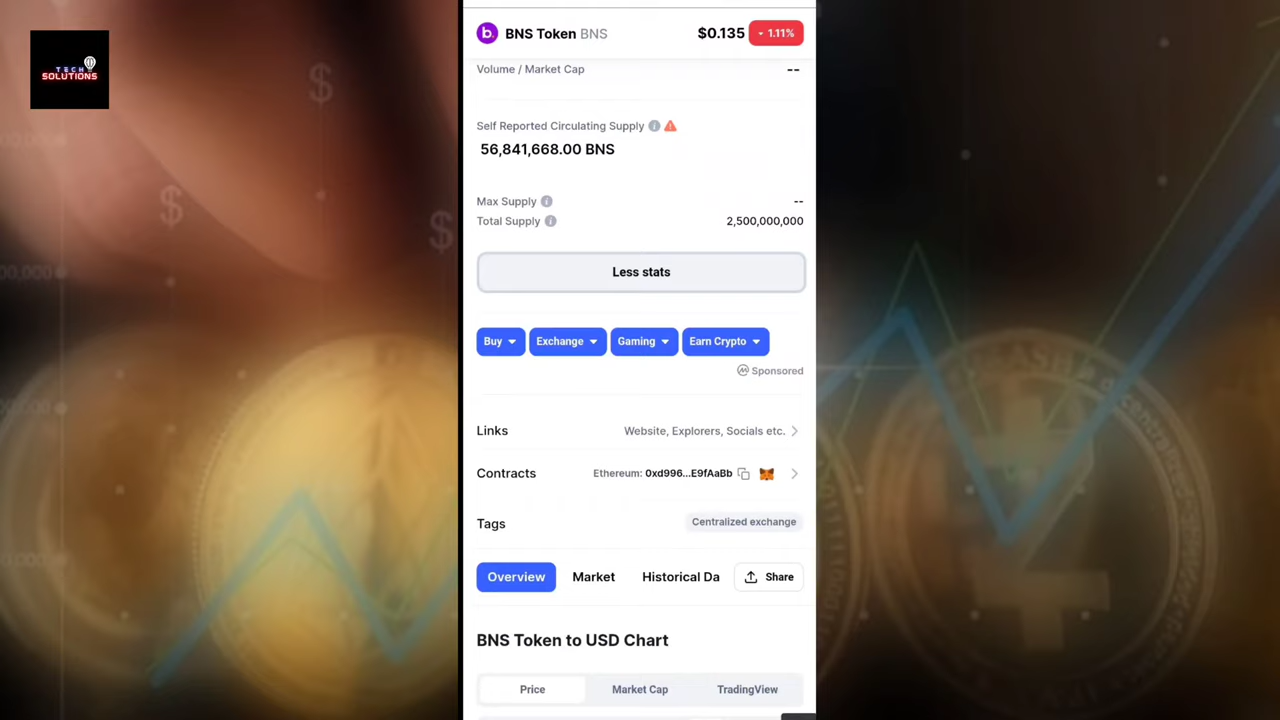 TECH
SOLUTIONS
b.
BNS Token BNS
$0.135
1.11%
Volume / Market Cap
--
Self Reported Circulating Supply
56,841,668.00 BNS
Max Supply
--
Total Supply
2,500,000,000
Less stats
Buy
Exchange
Gaming
Earn Crypto
Sponsored
Links
Website, Explorers, Socials etc.
Contracts
Ethereum: 0xd996...E9fAaBb
Tags
Centralized exchange
Overview
Market
Historical Da
Share
BNS Token to USD Chart
Price
Market Cap
TradingView